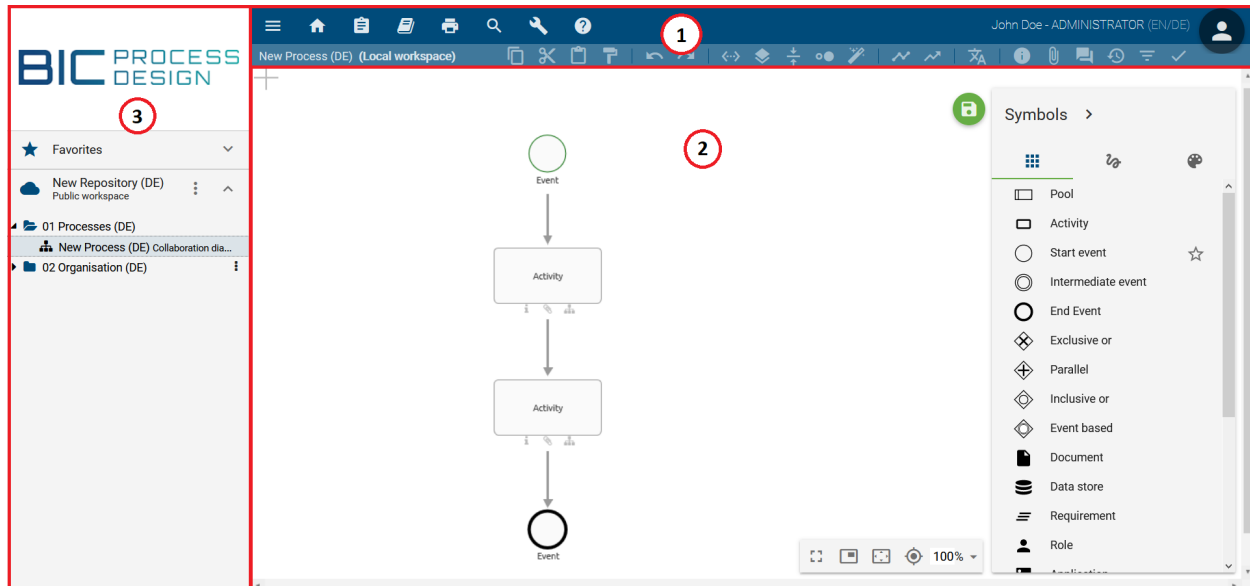 BIC PROCESS
DESIGN
3
Favorites
New Repository (DE)
Public workspace
01 Processes (DE)
New Process (DE) Collaboration dia...
02 Organisation (DE)
1
John Doe - ADMINISTRATOR (EN/DE)
New Process (DE) (Local workspace)
2
Event
Activity
Activity
Event
100%
Symbols
Pool
Activity
Start event
Intermediate event
End Event
Exclusive or
Parallel
Inclusive or
Event based
Document
Data store
Requirement
Role
Application